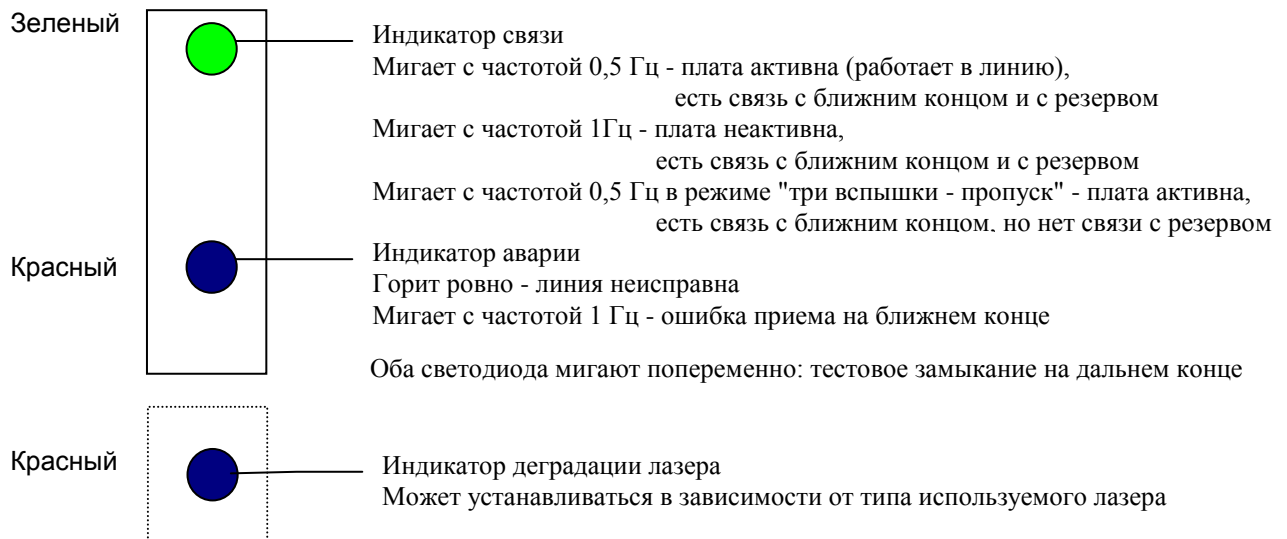 Зеленый
Индикатор связи
Мигает с частотой 0,5 Гц - плата активна (работает в линию),
есть связь с ближним концом и с резервом
Мигает с частотой 1Гц - плата неактивна,
есть связь с ближним концом и с резервом
Мигает с частотой 0,5 Гц в режиме "три вспышки - пропуск" - плата активна,
есть связь с ближним концом, но нет связи с резервом
Красный
Индикатор аварии
Горит ровно - линия неисправна
Мигает с частотой 1 Гц - ошибка приема на ближнем конце
Оба светодиода мигают попеременно: тестовое замыкание на дальнем конце
Красный
Индикатор деградации лазера
Может устанавливаться в зависимости от типа используемого лазера